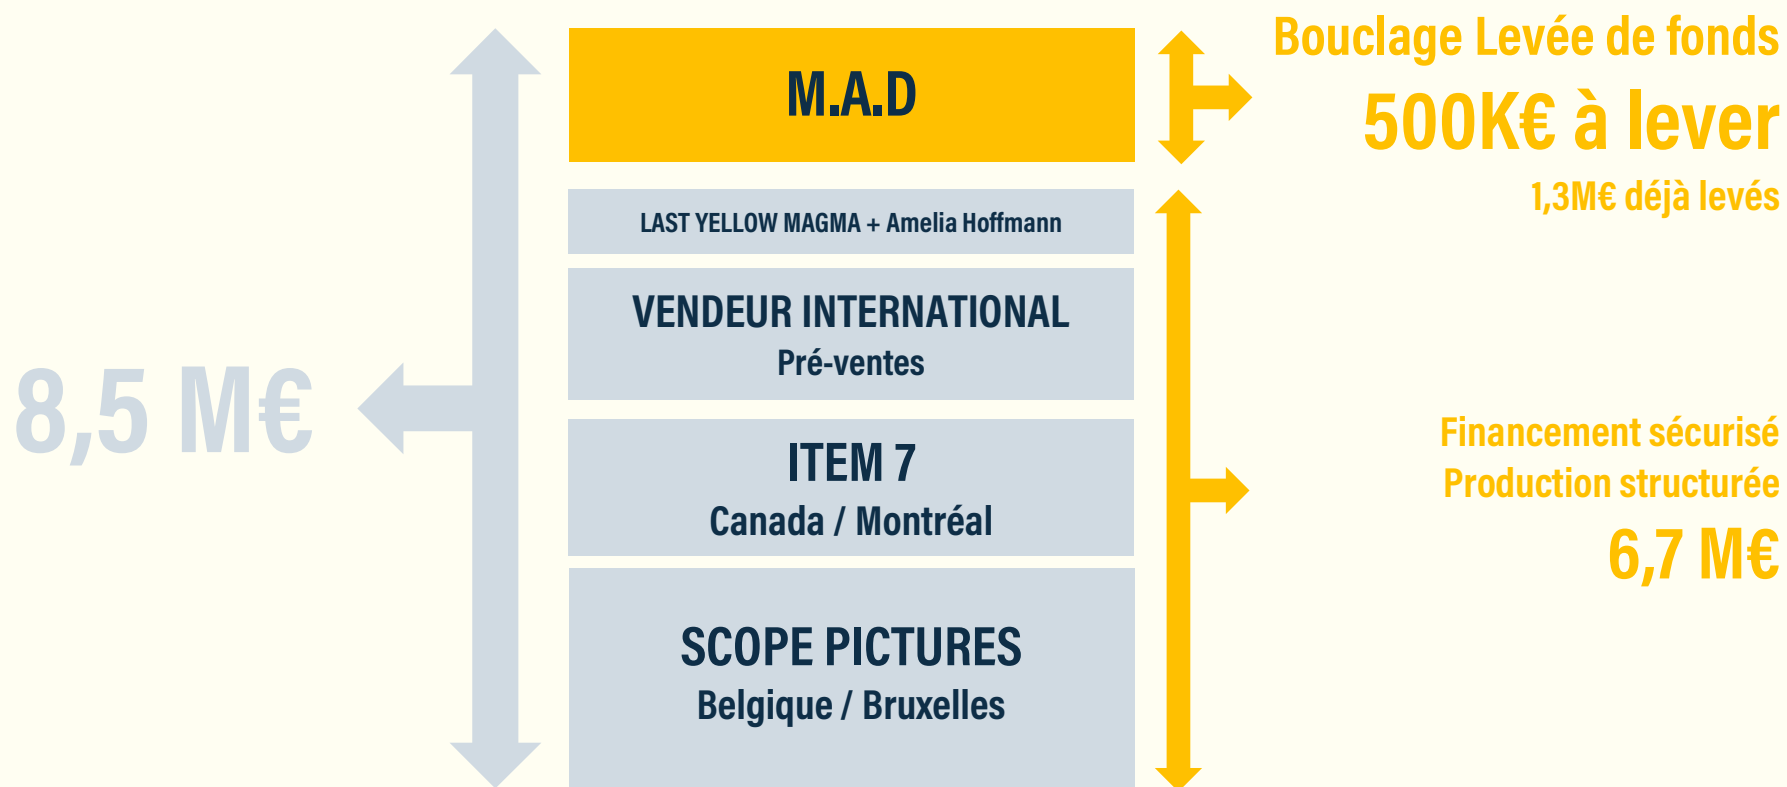 M.A.D
Bouclage Levée de fonds
500K€ à lever
1,3M€ déjà levés
LAST YELLOW MAGMA + Amelia Hoffmann
VENDEUR INTERNATIONAL
Pré-ventes
8,5 M€
ITEM 7
Canada / Montréal
Financement sécurisé
Production structurée
6,7 M€
SCOPE PICTURES
Belgique / Bruxelles